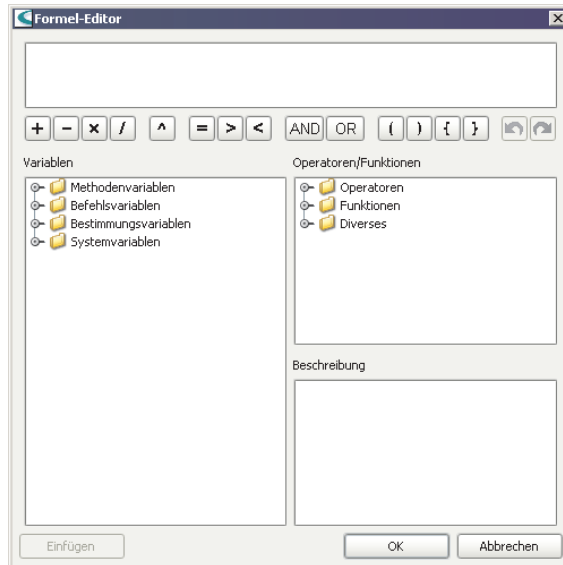 Formel-Editor
+ - × / ^ = > < AND OR ( ) { }
Variablen
Methodenvariablen
Befehlsvariablen
Bestimmungsvariablen
Systemvariablen
Operatoren/Funktionen
Operatoren
Funktionen
Diverses
Beschreibung
Einfügen OK Abbrechen